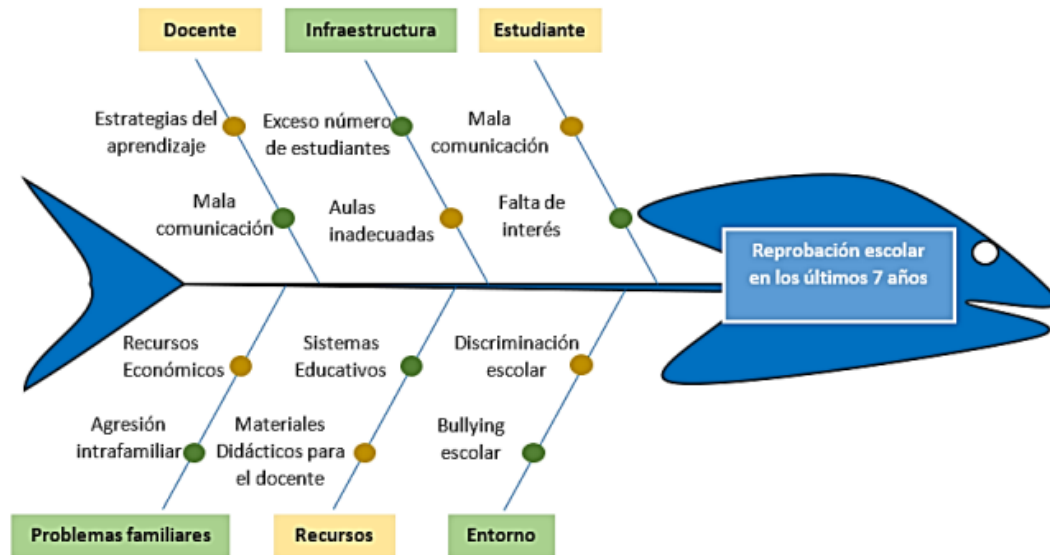 Docente
Infraestructura
Estudiante
Estrategias del
aprendizaje
Exceso número
de estudiantes
Mala
comunicación
Mala
comunicación
Aulas
inadecuadas
Falta de
interés
Reprobación escolar
en los últimos 7 años
Recursos
Económicos
Sistemas
Educativos
Discriminación
escolar
Agresión
intrafamiliar
Materiales
Didácticos para
el docente
Bullying
escolar
Problemas familiares
Recursos
Entorno